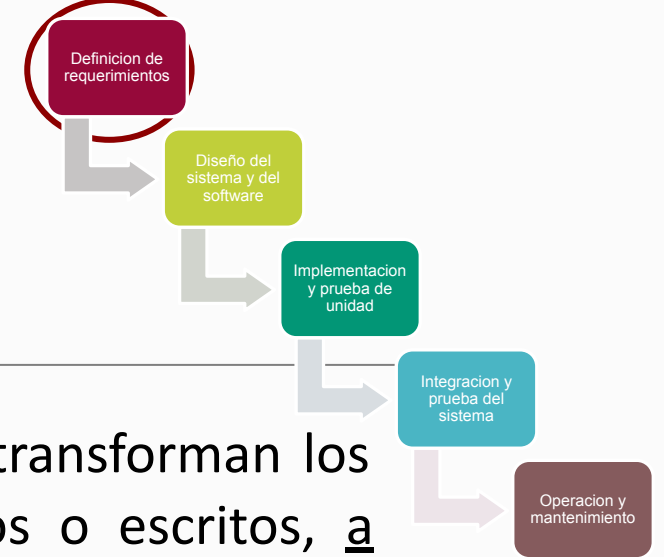 Definicion de
requerimientos
Diseño del
sistema y del
software
Implementacion
y prueba de
unidad
Integracion y
prueba del
sistema
transforman los
os o escritos, a
Operacion y
mantenimiento